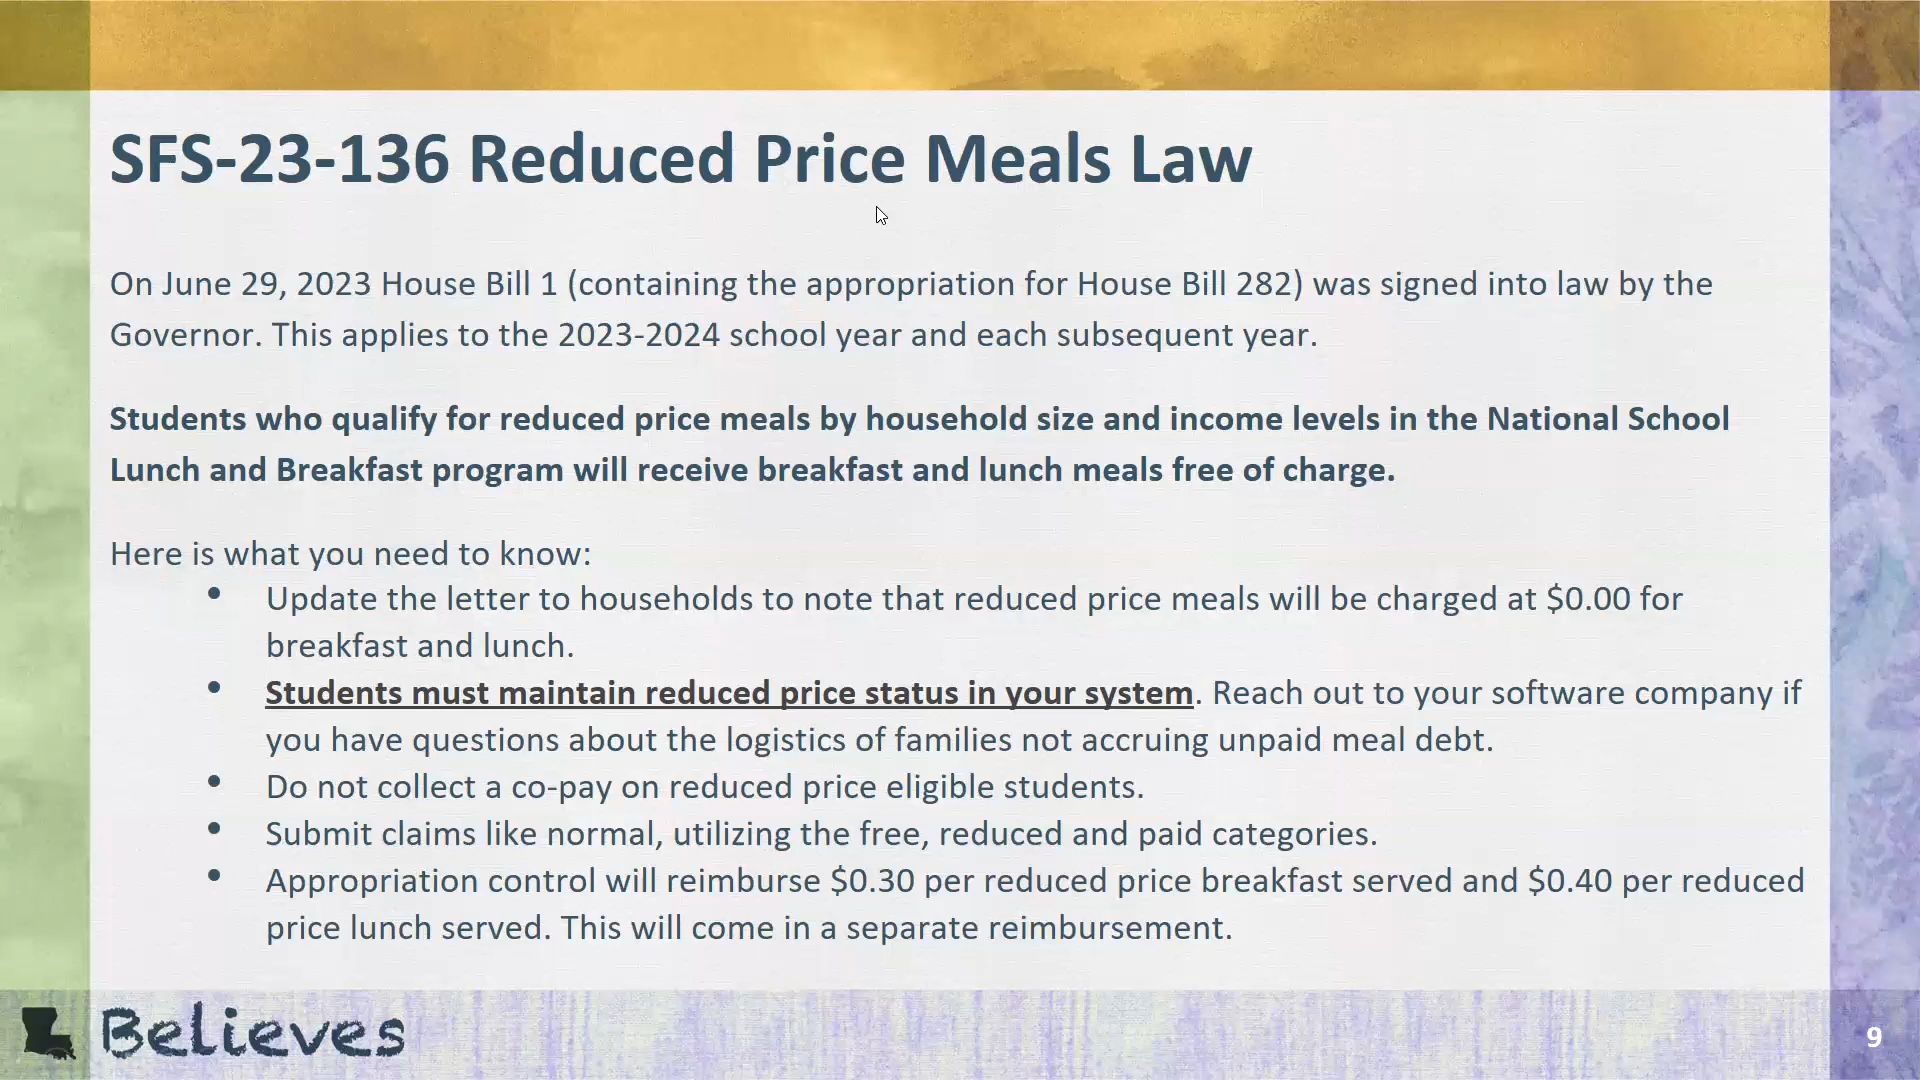 SFS-23-136 Reduced Price Meals Law
On June 29, 2023 House Bill 1 (containing the appropriation for House Bill 282) was signed into law by the
Governor. This applies to the 2023-2024 school year and each subsequent year.
Students who qualify for reduced price meals by household size and income levels in the National School
Lunch and Breakfast program will receive breakfast and lunch meals free of charge.
Here is what you need to know:
• Update the letter to households to note that reduced price meals will be charged at $0.00 for
breakfast and lunch.
• Students must maintain reduced price status in your system. Reach out to your software company if
you have questions about the logistics of families not accruing unpaid meal debt.
• Do not collect a co-pay on reduced price eligible students.
• Submit claims like normal, utilizing the free, reduced and paid categories.
• Appropriation control will reimburse $0.30 per reduced price breakfast served and $0.40 per reduced
price lunch served. This will come in a separate reimbursement.
Believes
9